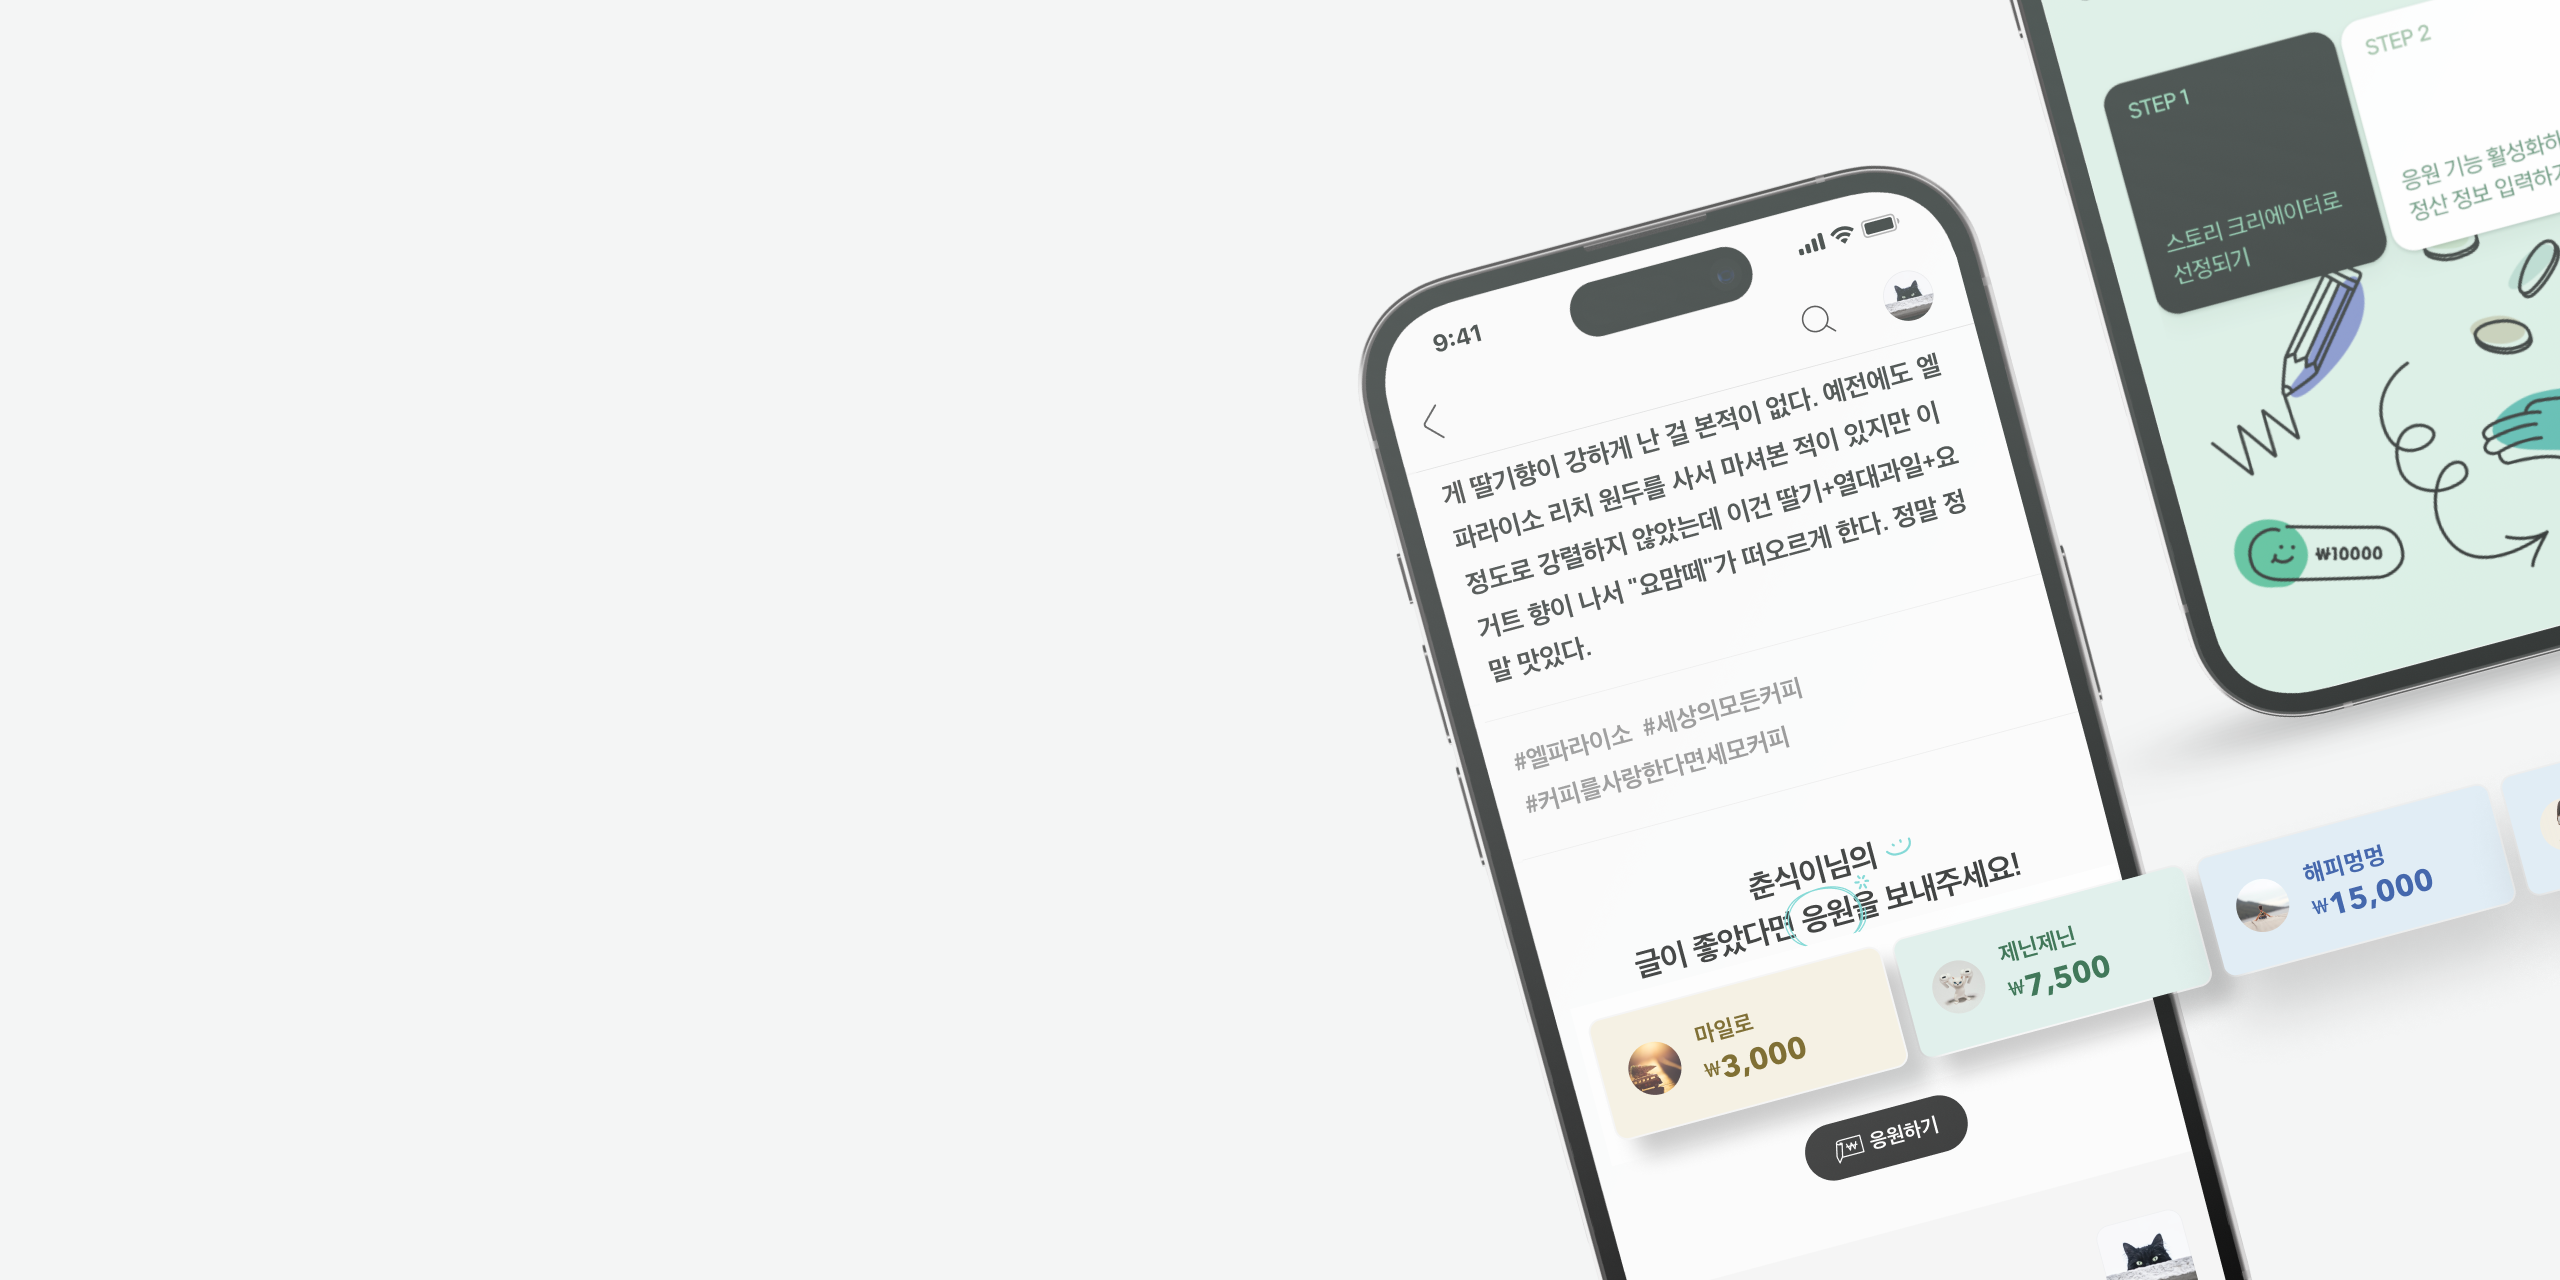 9:41
게 딸기향이 강하게 난 걸 본적이 없다. 예전에도 엘
파라이소 리치 원두를 사서 마셔본 적이 있지만 이
정도로 강렬하지 않았는데 이건 딸기+열대과일+요
거트 향이 나서 "요맘떼"가 떠오르게 한다. 정말 정
말 맛있다.
#엘파라이소 #세상의모든커피
#커피를사랑한다면세모커피
춘식이님의
글이 좋았다면 응원을 보내주세요!
마일로
₩3,000
제닌제닌
₩7,500
해피멍멍
₩15,000
₩ 응원하기
STEP 1
스토리 크리에이터로
선정되기
STEP 2
응원 기능 활성화하
정산 정보 입력하기
₩10000